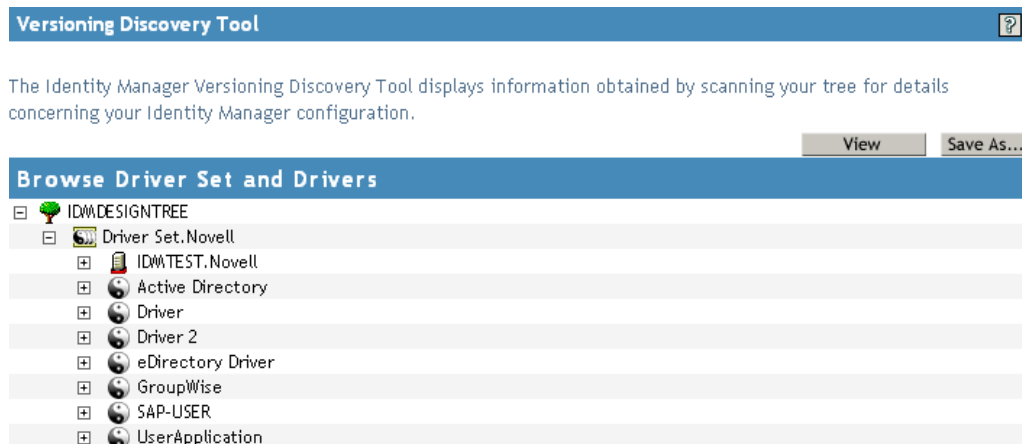 Versioning Discovery Tool
?
The Identity Manager Versioning Discovery Tool displays information obtained by scanning your tree for details
concerning your Identity Manager configuration.
View Save As...
Browse Driver Set and Drivers
IDMDESIGNTREE
Driver Set.Novell
IDMTEST.Novell
Active Directory
Driver
Driver 2
eDirectory Driver
GroupWise
SAP-USER
UserApplication